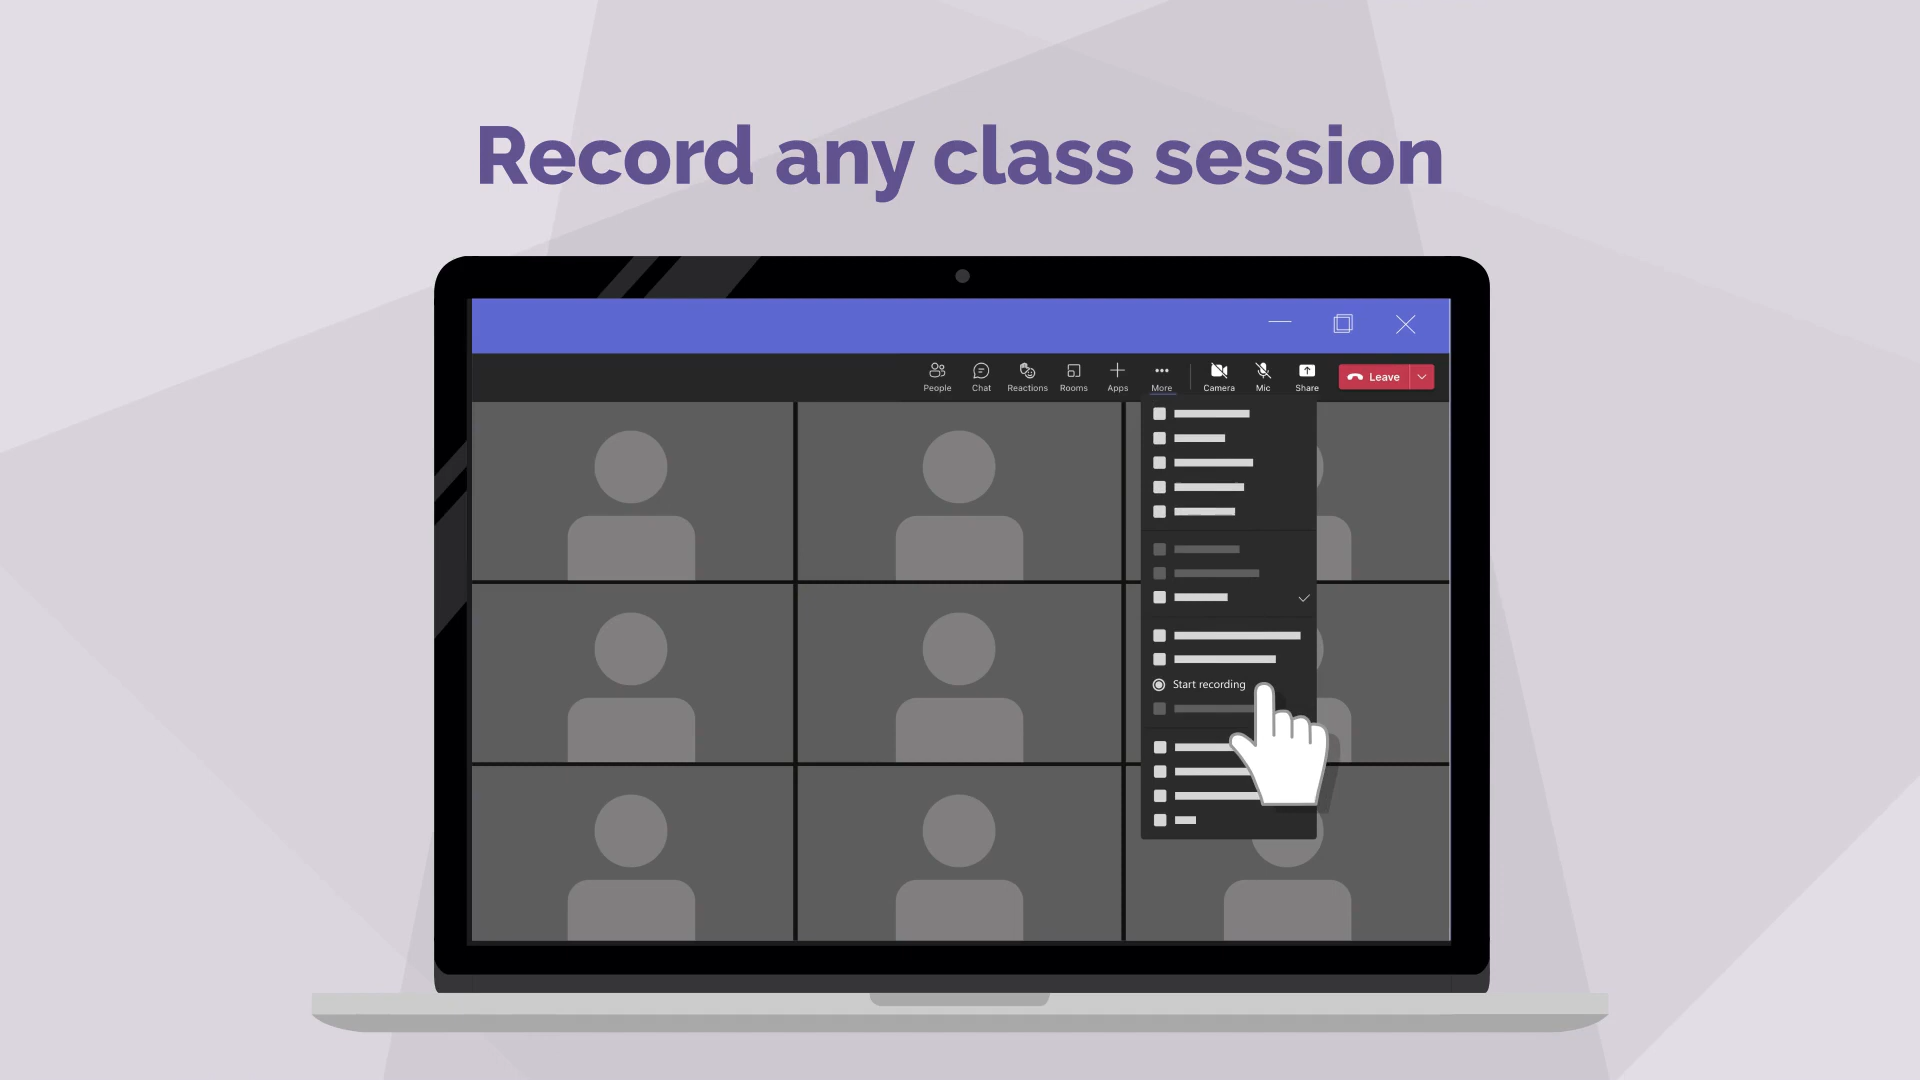 Record any class session
People Chat Reactions Rooms Apps More Camera Mic Share Leave
Start recording